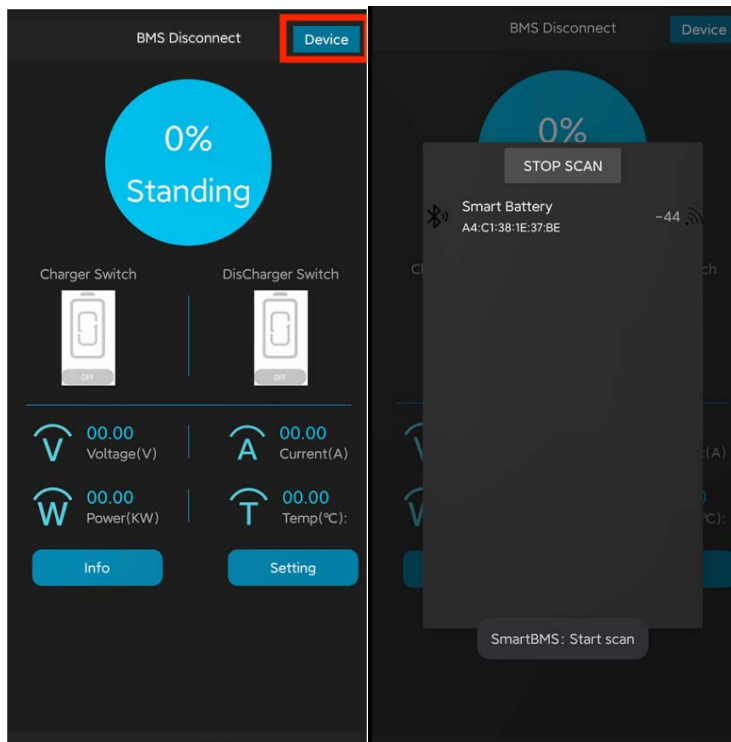 BMS Disconnect
Device
0%
Standing
Charger Switch
DisCharger Switch
OFF
OFF
V
00.00
Voltage(V)
A
00.00
Current(A)
W
00.00
Power(KW)
T
00.00
Temp(°C):
Info
Setting
BMS Disconnect
Device
0%
STOP SCAN
Smart Battery
A4:C1:38:1E:37:BE
-44
Cl
ch
V
:(A)
W
°C):
SmartBMS: Start scan